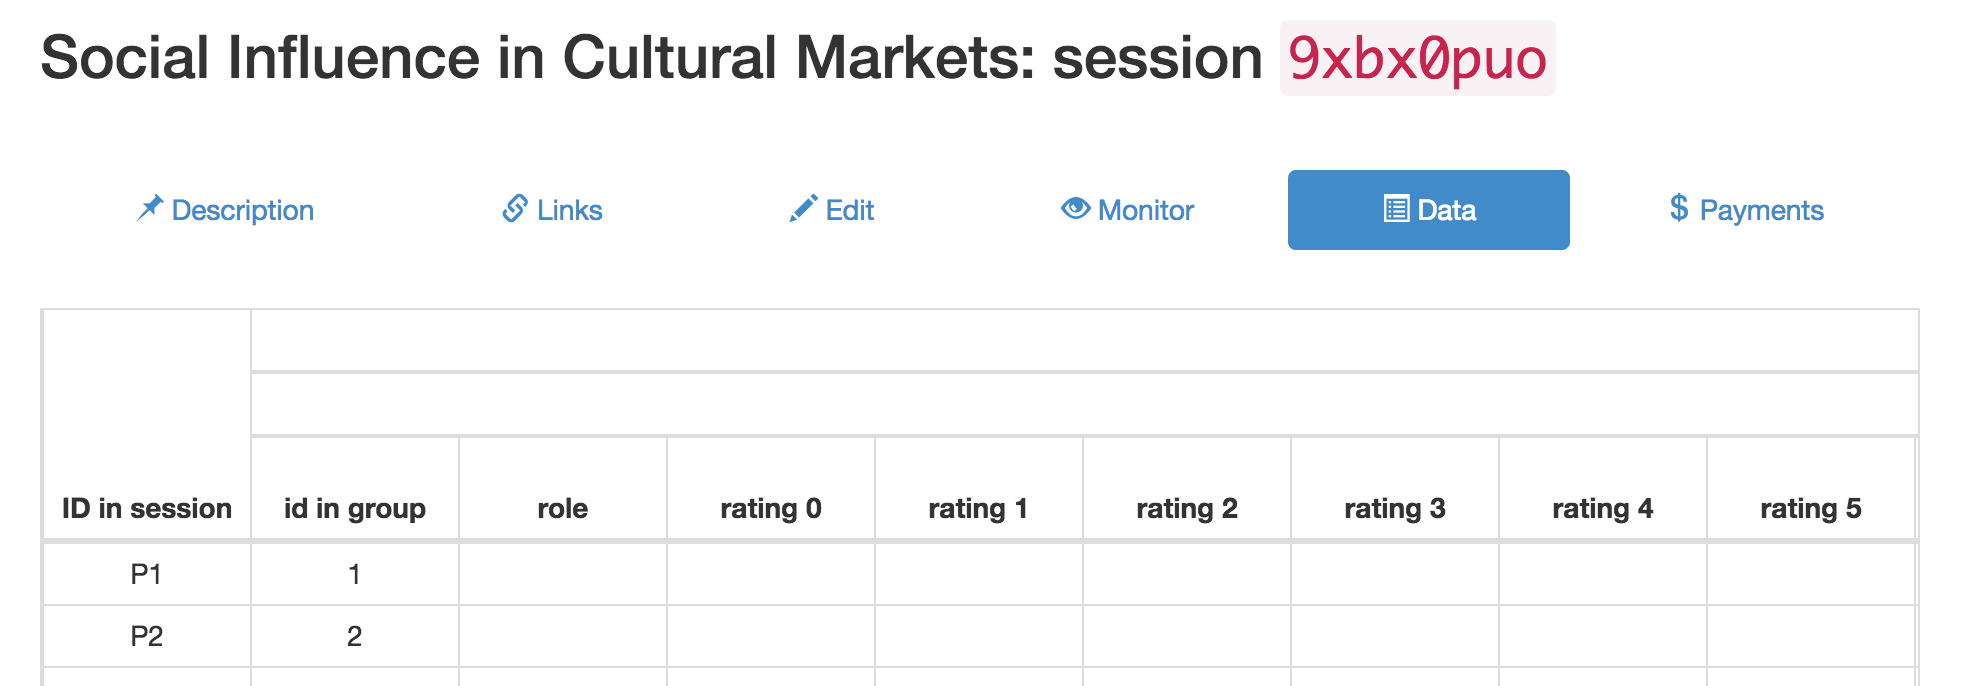 Social Influence in Cultural Markets: session 9xbx0puo
Description Links Edit Monitor Data $ Payments
ID in session id in group role rating 0 rating 1 rating 2 rating 3 rating 4 rating 5
P1 1
P2 2